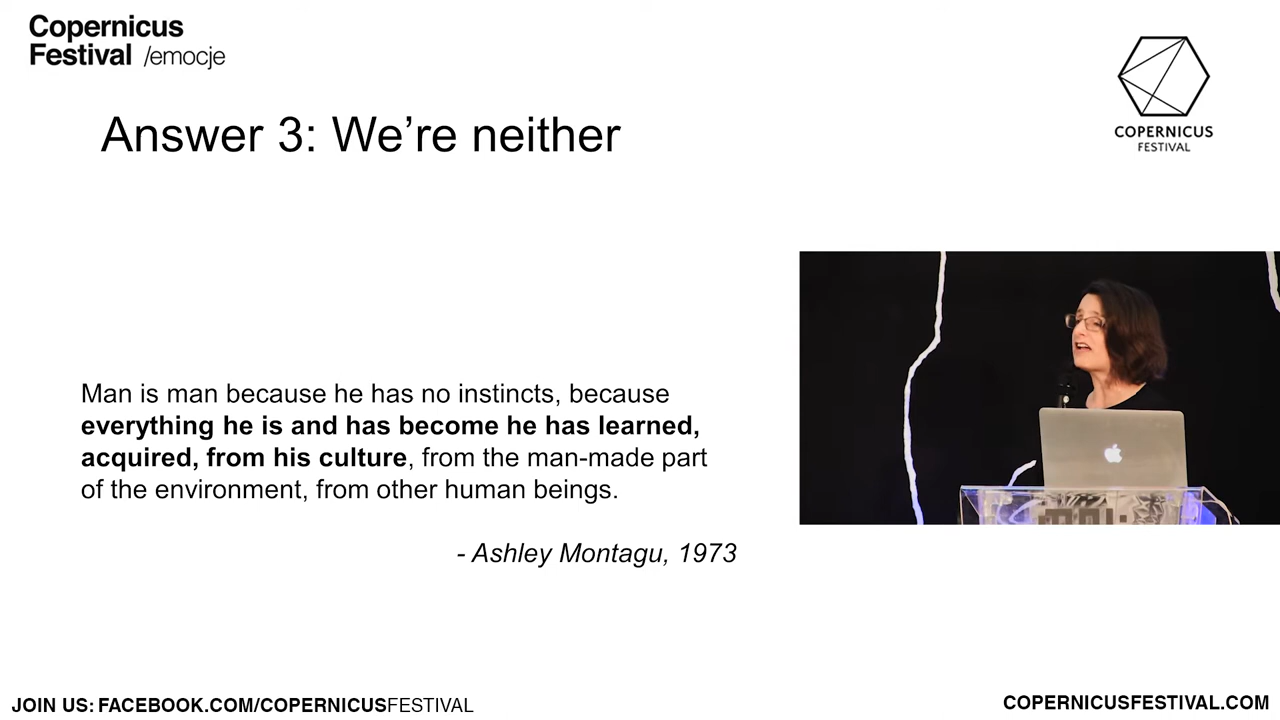 Copernicus
Festival /emocje
COPERNICUS
FESTIVAL
Answer 3: We’re neither
Man is man because he has no instincts, because
everything he is and has become he has learned,
acquired, from his culture, from the man-made part
of the environment, from other human beings.
- Ashley Montagu, 1973
JOIN US: FACEBOOK.COM/COPERNICUSFESTIVAL
COPERNICUSFESTIVAL.COM